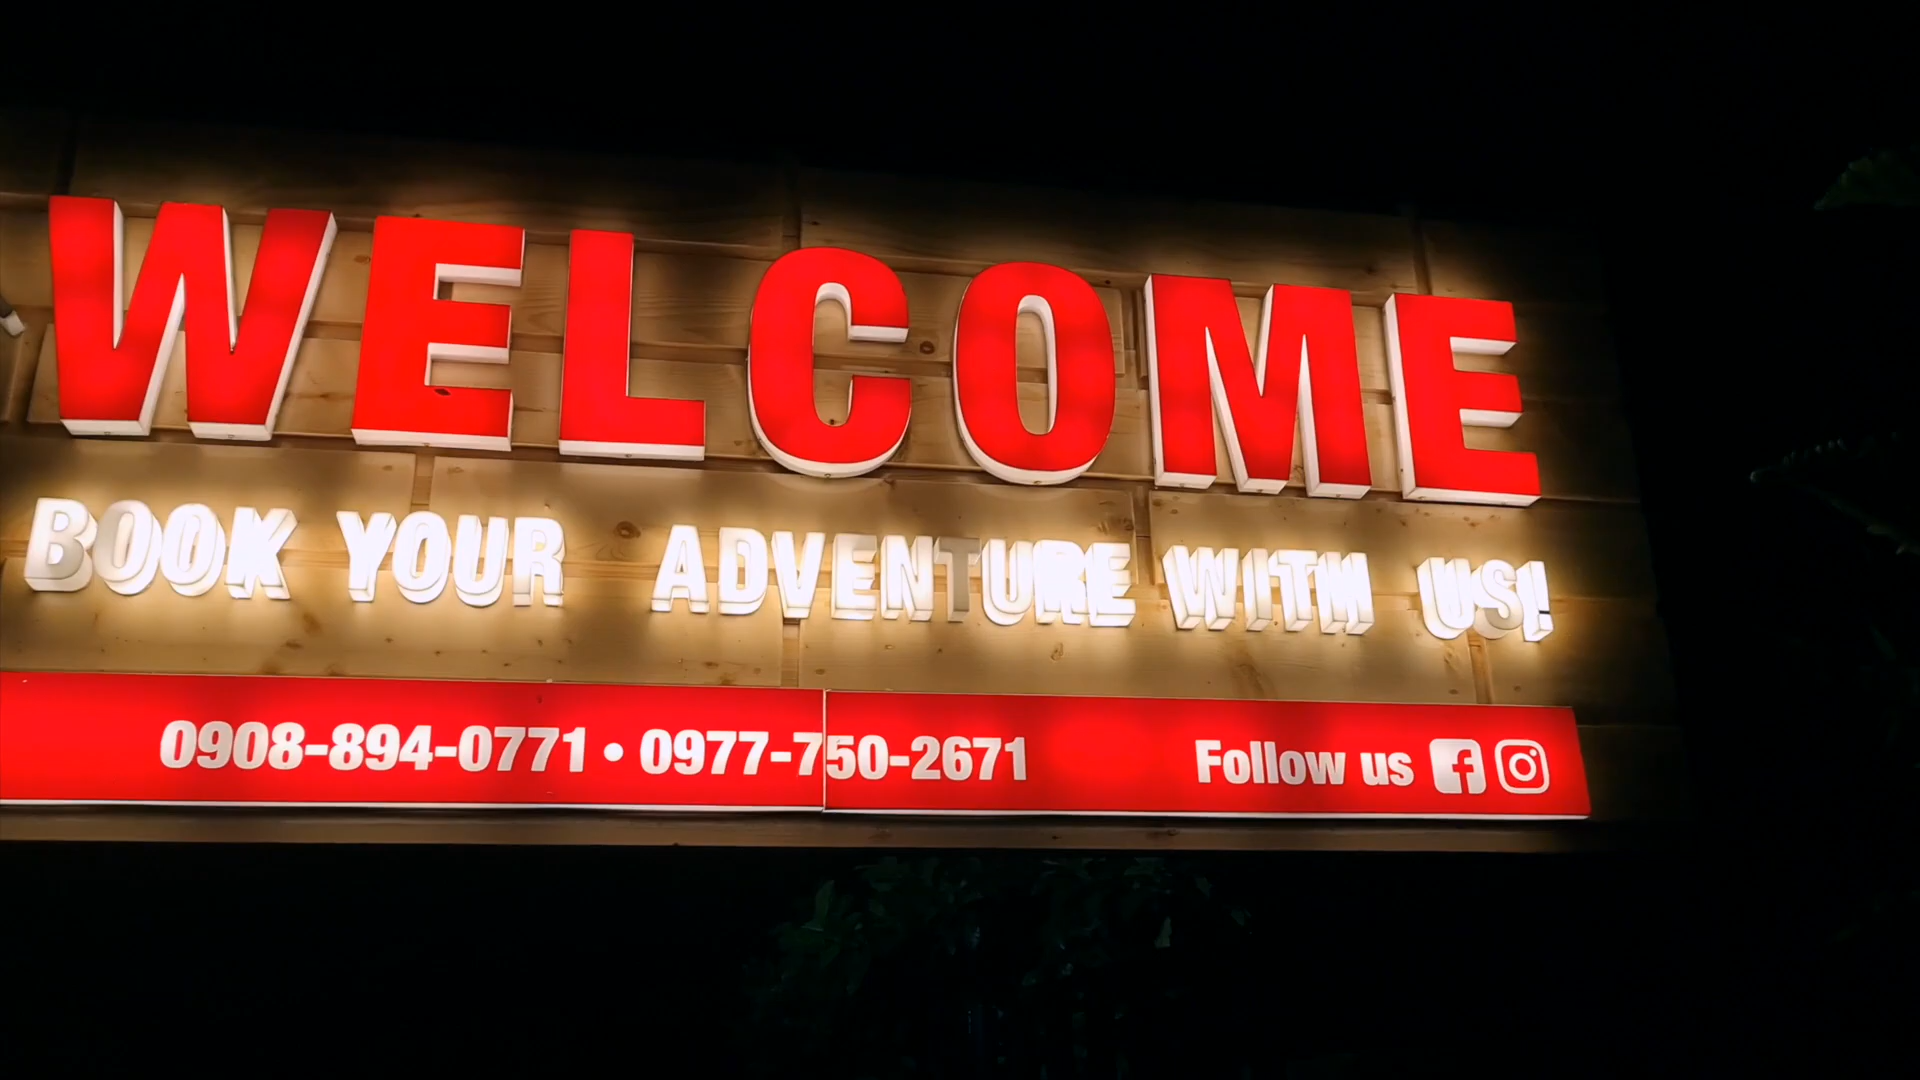 WELCOME
BOOK YOUR ADVENTURE WITH US!
0908-894-0771 • 0977-750-2671 Follow us